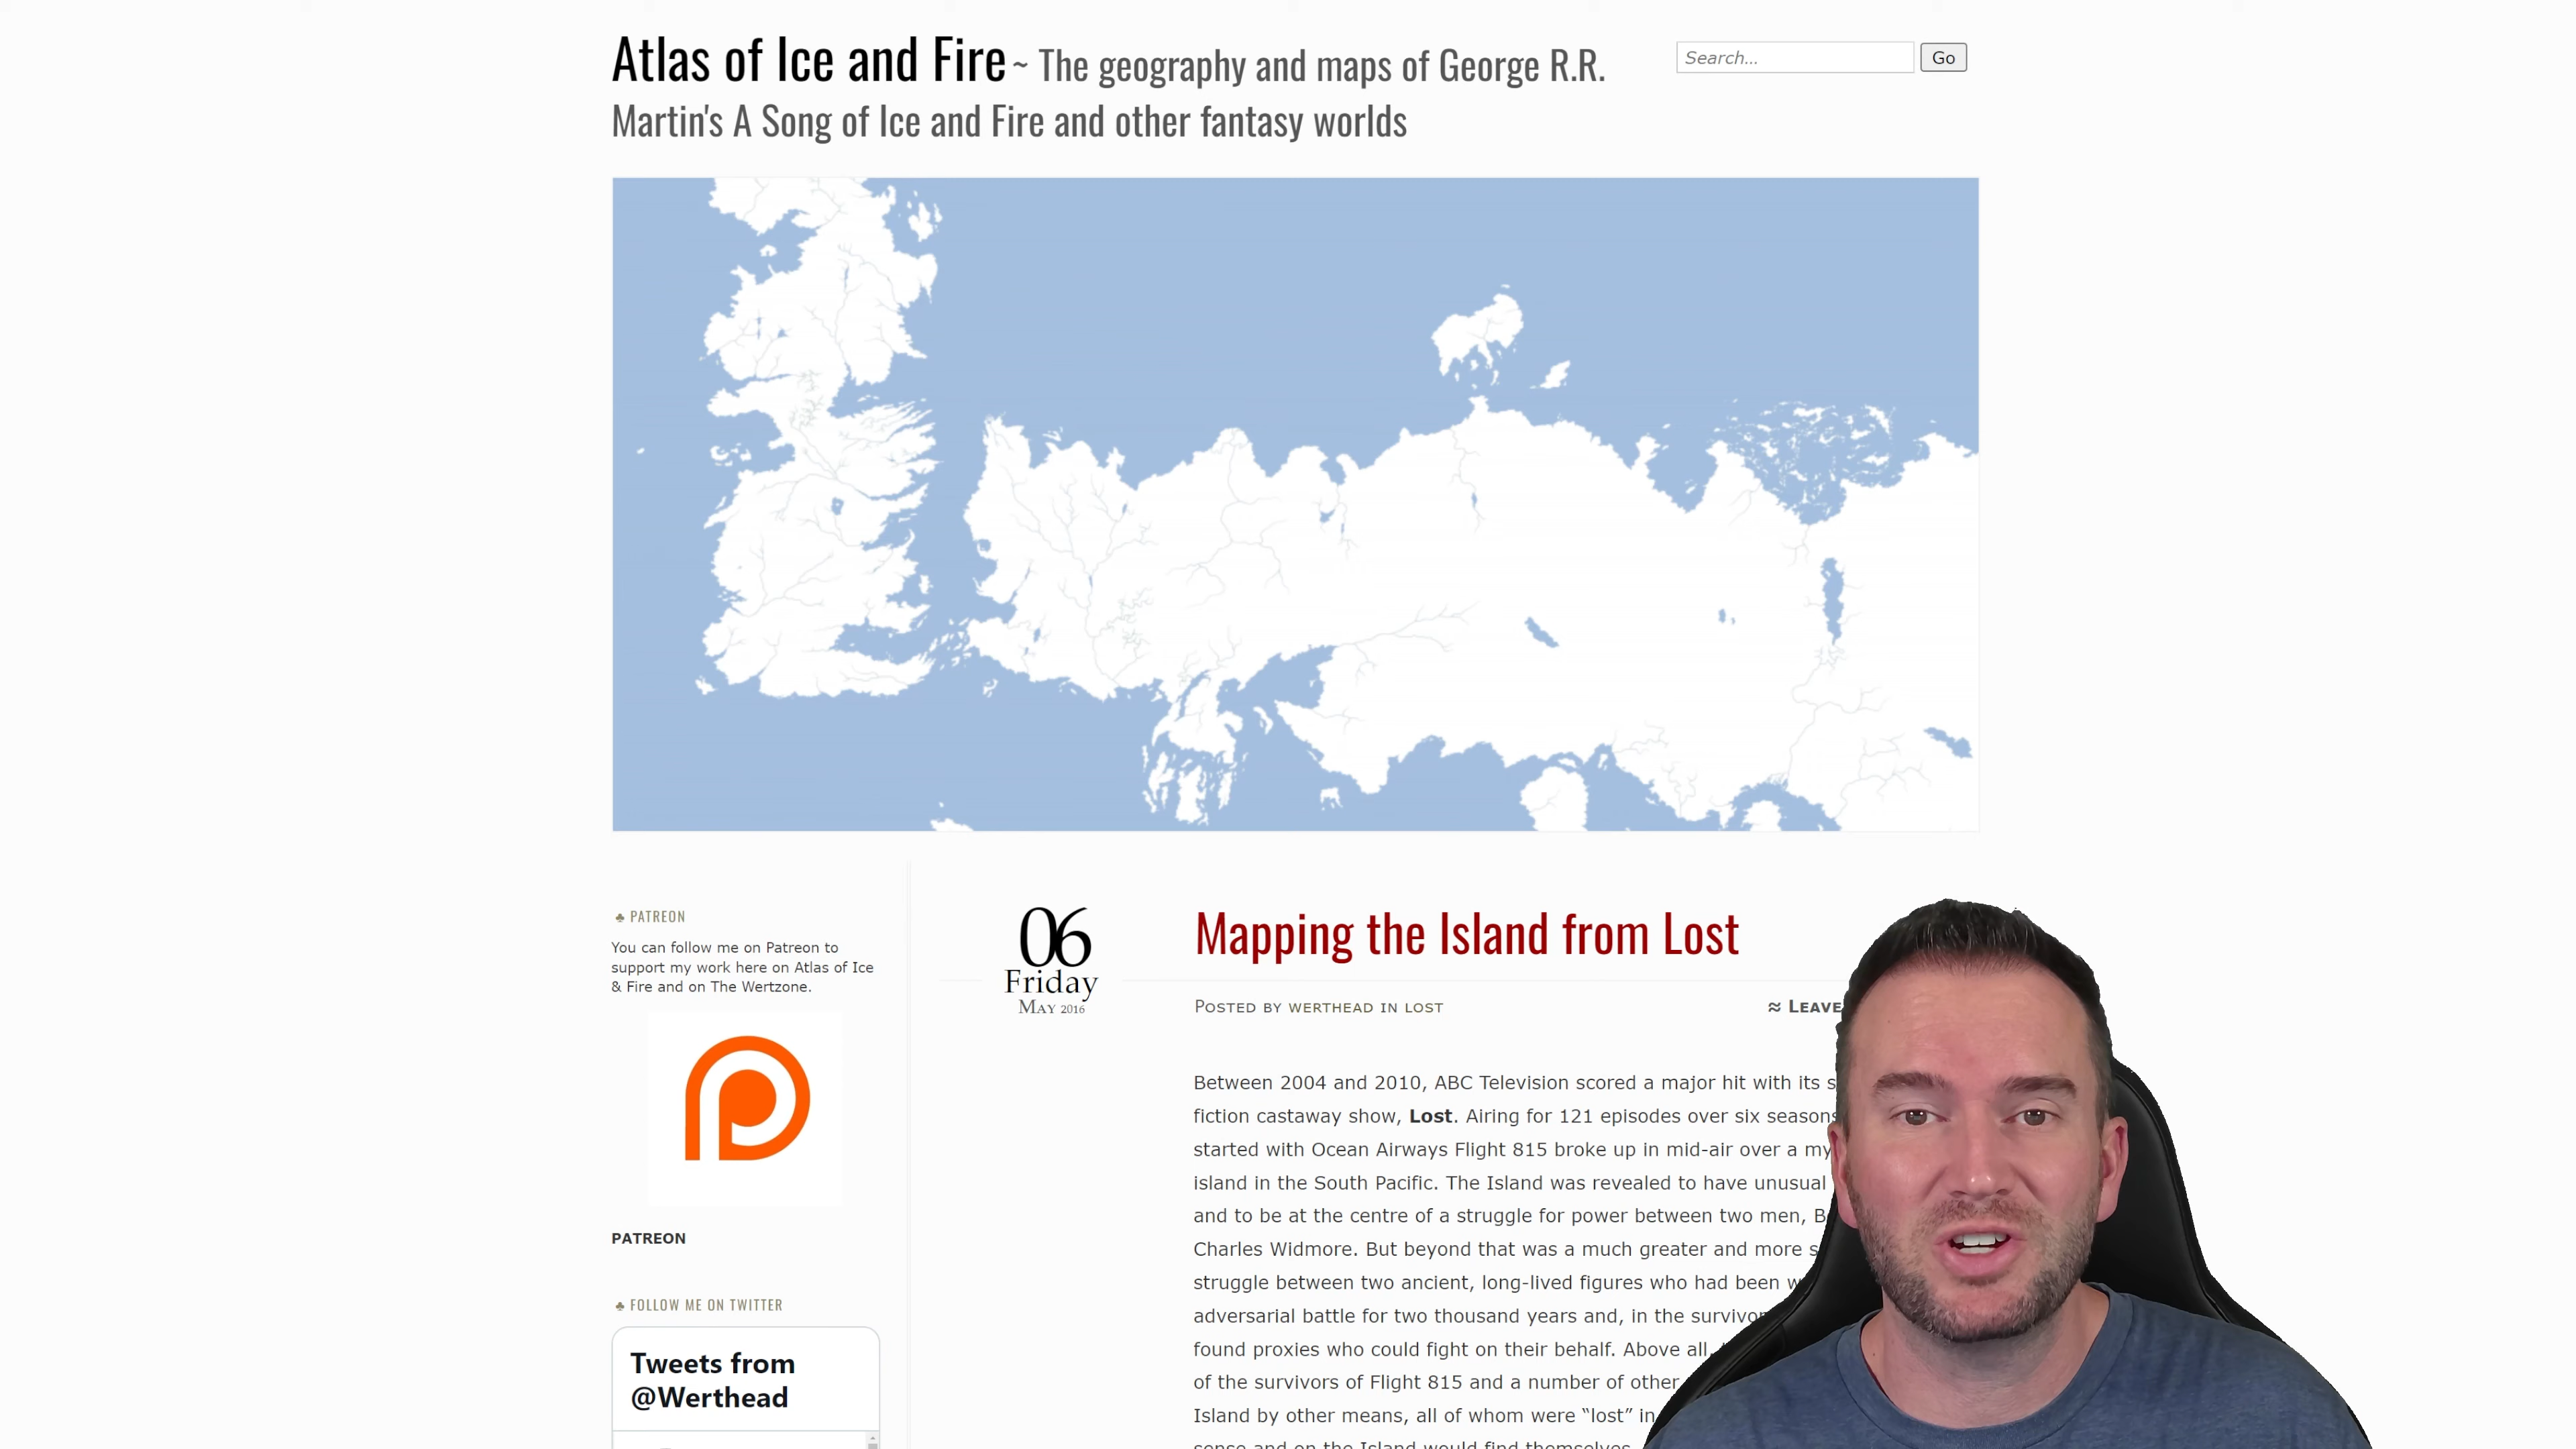 Atlas of Ice and Fire ~ The geography and maps of George R.R.
Martin's A Song of Ice and Fire and other fantasy worlds
Search...
Go
♣ PATREON
You can follow me on Patreon to
support my work here on Atlas of Ice
& Fire and on The Wertzone.
PATREON
♣ FOLLOW ME ON TWITTER
Tweets from
@Werthead
06
Friday
MAY 2016
Mapping the Island from Lost
POSTED BY WERTHEAD IN LOST
≈ LEAVE
Between 2004 and 2010, ABC Television scored a major hit with its
fiction castaway show, Lost. Airing for 121 episodes over six seasons
started with Ocean Airways Flight 815 broke up in mid-air over a
island in the South Pacific. The Island was revealed to have unusual
and to be at the centre of a struggle for power between two men,
Charles Widmore. But beyond that was a much greater and more
struggle between two ancient, long-lived figures who had been
adversarial battle for two thousand years and, in the
found proxies who could fight on their behalf. Above all,
of the survivors of Flight 815 and a number of other
Island by other means, all of whom were “lost” in
sense and on the Island would find themselves